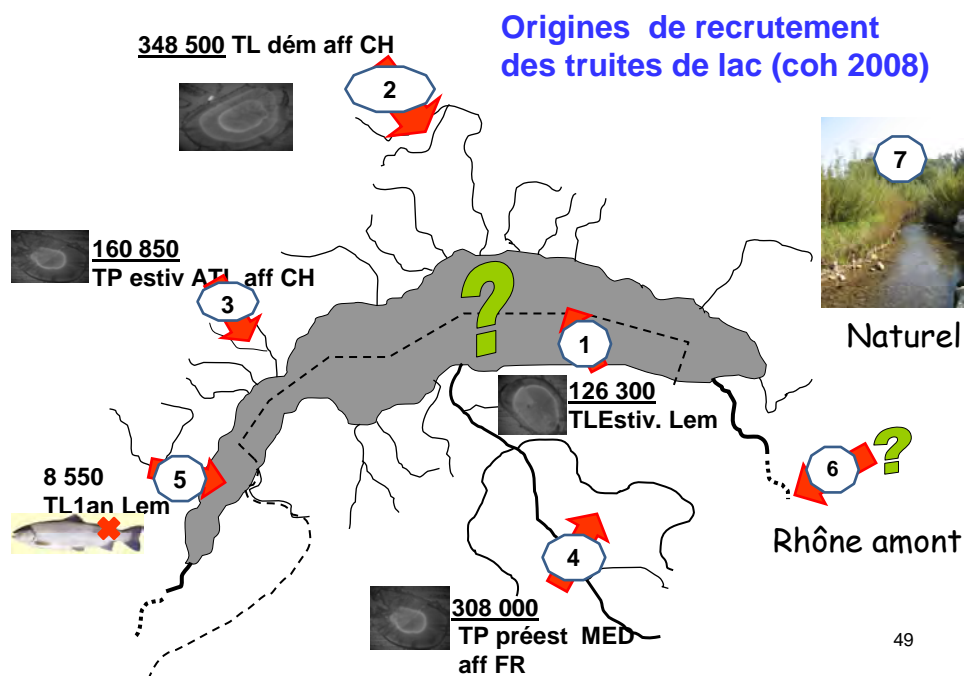 Origines de recrutement
des truites de lac (coh 2008)
348 500 TL dém aff CH
2
7
160 850
TP estiv ATL aff CH
3
?
1
Naturel
126 300
TLEstiv. Lem
8 550
TL1an Lem
5
6
?
Rhône amont
4
308 000
TP préest MED
aff FR
49